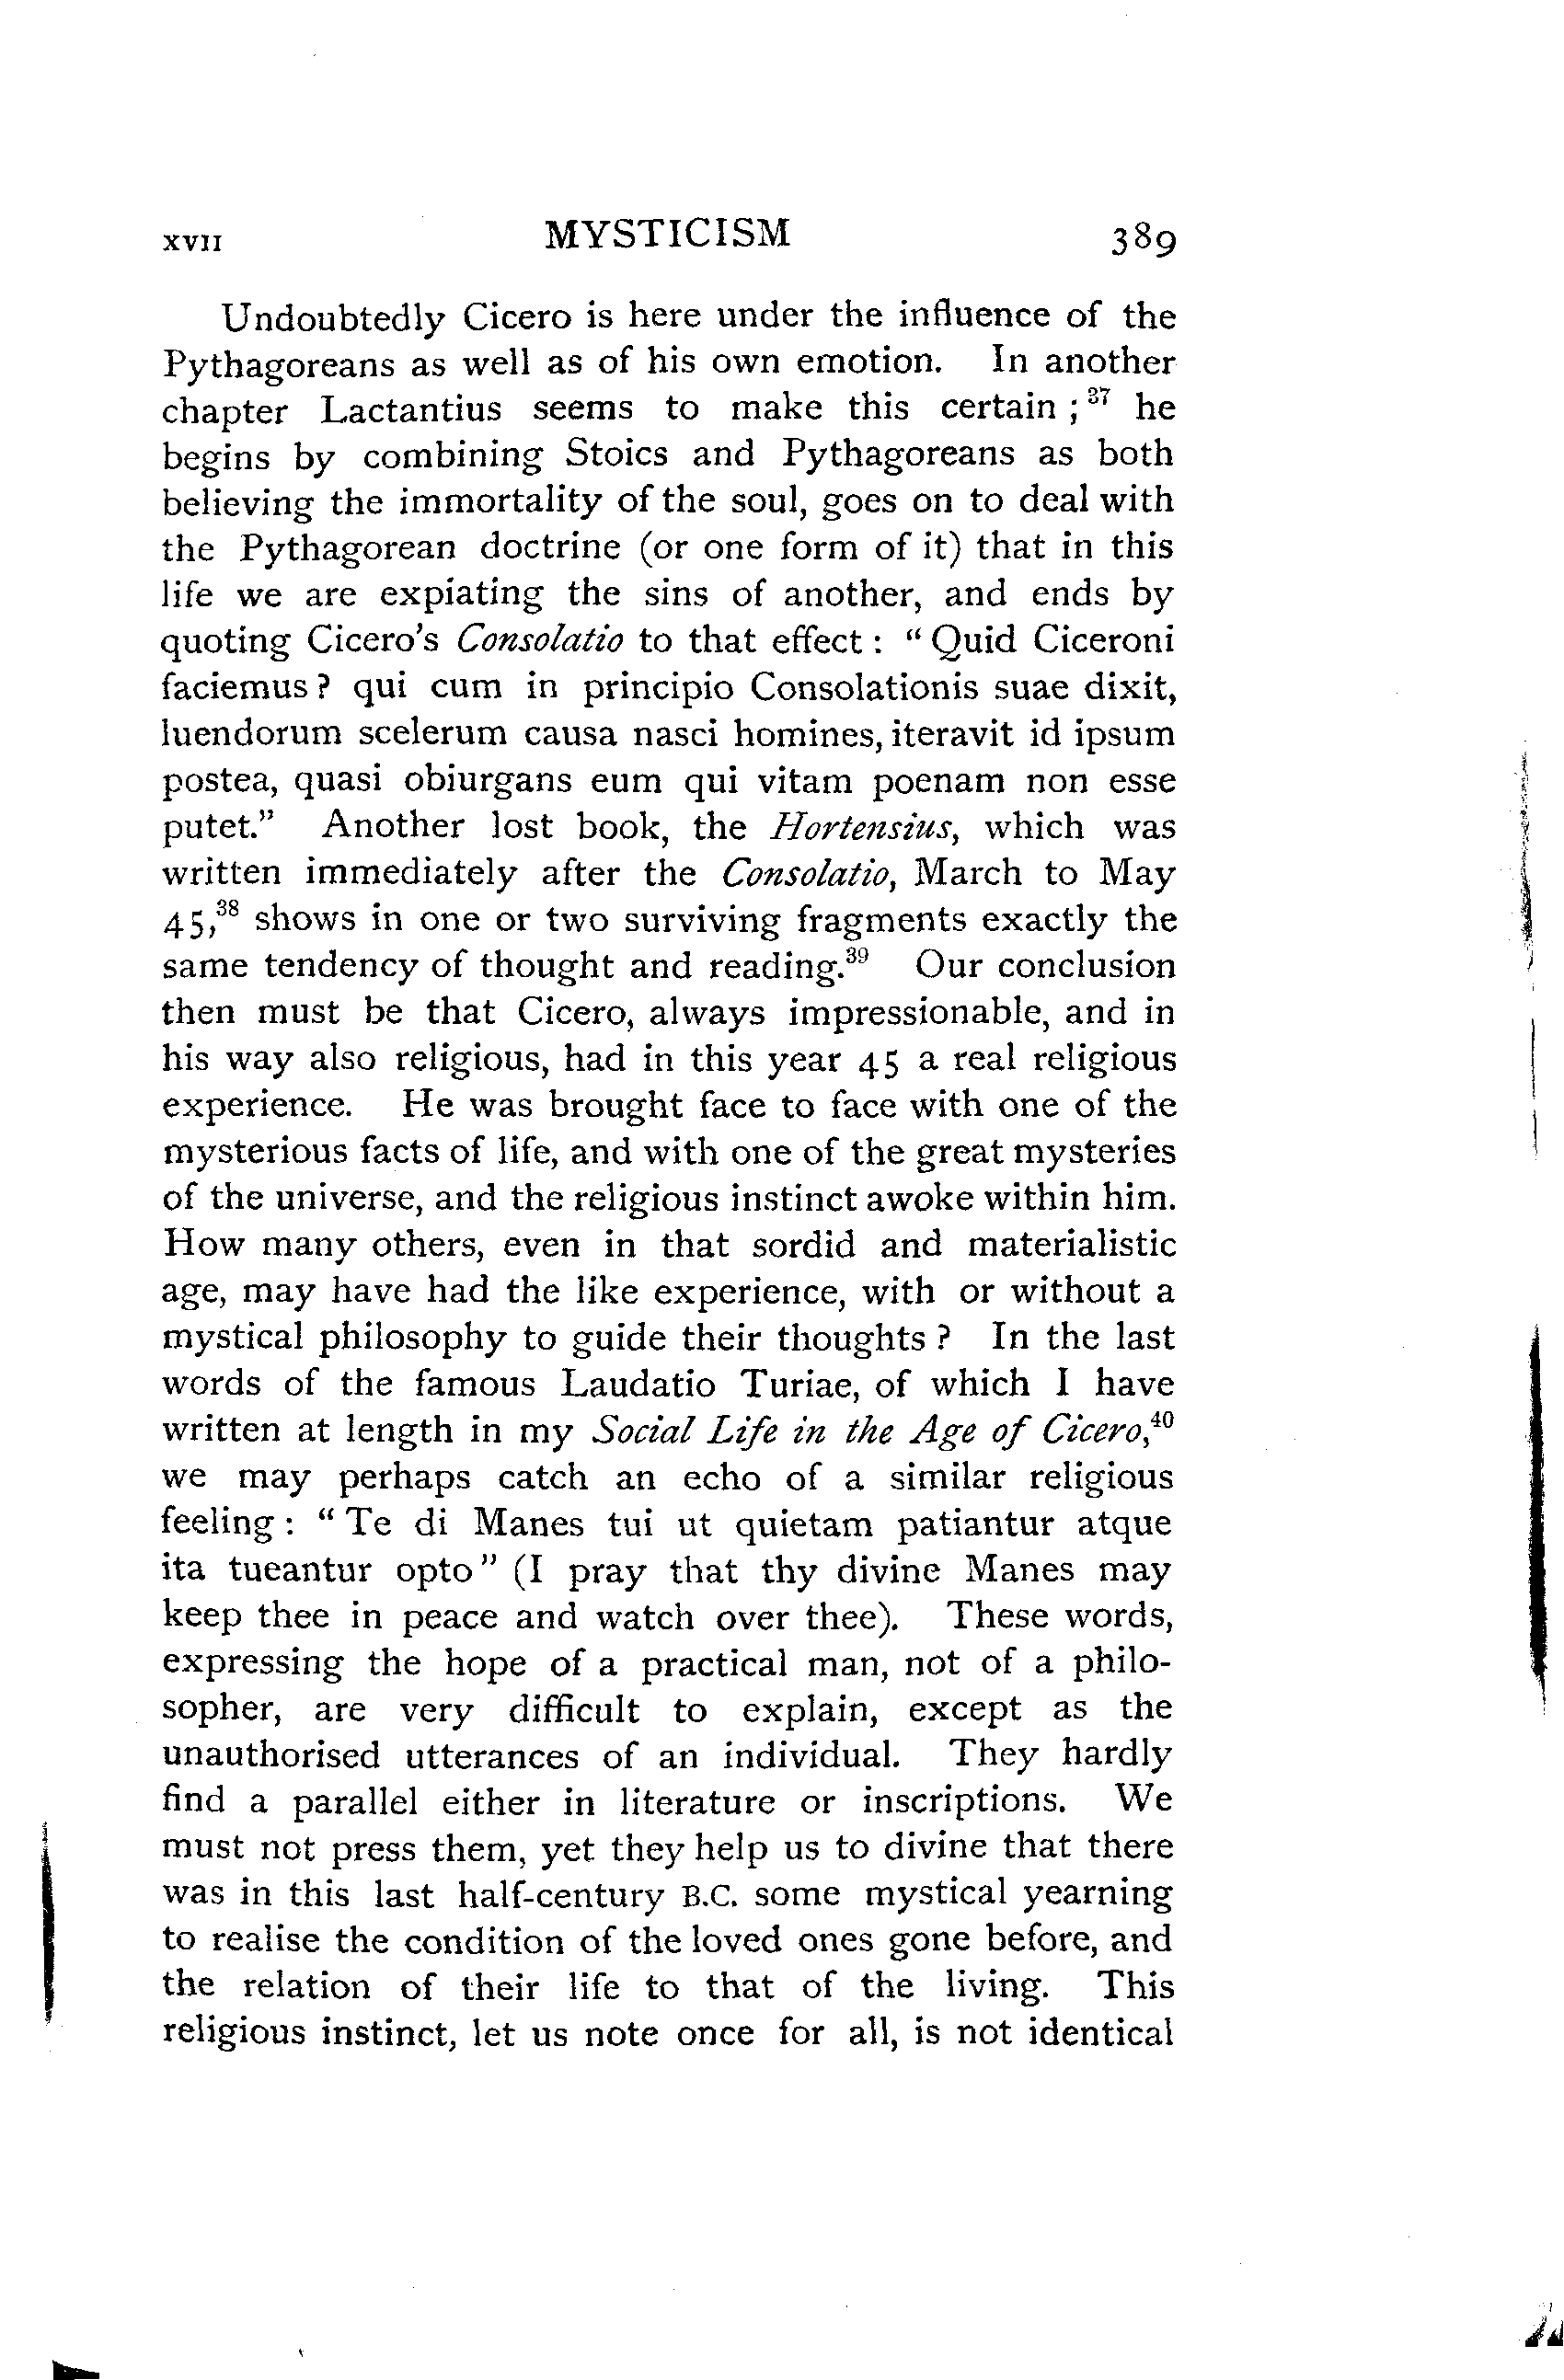 XVII MYSTICISM 389
Undoubtedly Cicero is here under the influence of the
Pythagoreans as well as of his own emotion. In another
chapter Lactantius seems to make this certain ;³⁷ he
begins by combining Stoics and Pythagoreans as both
believing the immortality of the soul, goes on to deal with
the Pythagorean doctrine (or one form of it) that in this
life we are expiating the sins of another, and ends by
quoting Cicero's Consolatio to that effect : “ Quid Ciceroni
faciemus ? qui cum in principio Consolationis suae dixit,
luendorum scelerum causa nasci homines, iteravit id ipsum
postea, quasi obiurgans eum qui vitam poenam non esse
putet.” Another lost book, the Hortensius, which was
written immediately after the Consolatio, March to May
45,³⁸ shows in one or two surviving fragments exactly the
same tendency of thought and reading.³⁹ Our conclusion
then must be that Cicero, always impressionable, and in
his way also religious, had in this year 45 a real religious
experience. He was brought face to face with one of the
mysterious facts of life, and with one of the great mysteries
of the universe, and the religious instinct awoke within him.
How many others, even in that sordid and materialistic
age, may have had the like experience, with or without a
mystical philosophy to guide their thoughts ? In the last
words of the famous Laudatio Turiae, of which I have
written at length in my Social Life in the Age of Cicero,⁴⁰
we may perhaps catch an echo of a similar religious
feeling : “ Te di Manes tui ut quietam patiantur atque
ita tueantur opto ” (I pray that thy divine Manes may
keep thee in peace and watch over thee). These words,
expressing the hope of a practical man, not of a philo-
sopher, are very difficult to explain, except as the
unauthorised utterances of an individual. They hardly
find a parallel either in literature or inscriptions. We
must not press them, yet they help us to divine that there
was in this last half-century B.C. some mystical yearning
to realise the condition of the loved ones gone before, and
the relation of their life to that of the living. This
religious instinct, let us note once for all, is not identical